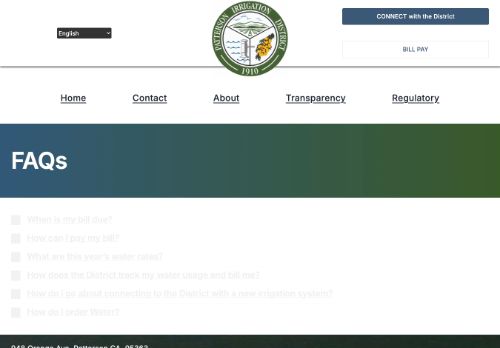 English
PATTERSON IRRIGATION DISTRICT
1910
CONNECT with the District
BILL PAY
Home
Contact
About
Transparency
Regulatory
FAQs
When is my bill due?
How can I pay my bill?
What are this year's water rates?
How does the District track my water usage and bill me?
How do I go about connecting to the District with a new irrigation system?
How do I order Water?
948 Orange Ave, Patterson CA, 95363